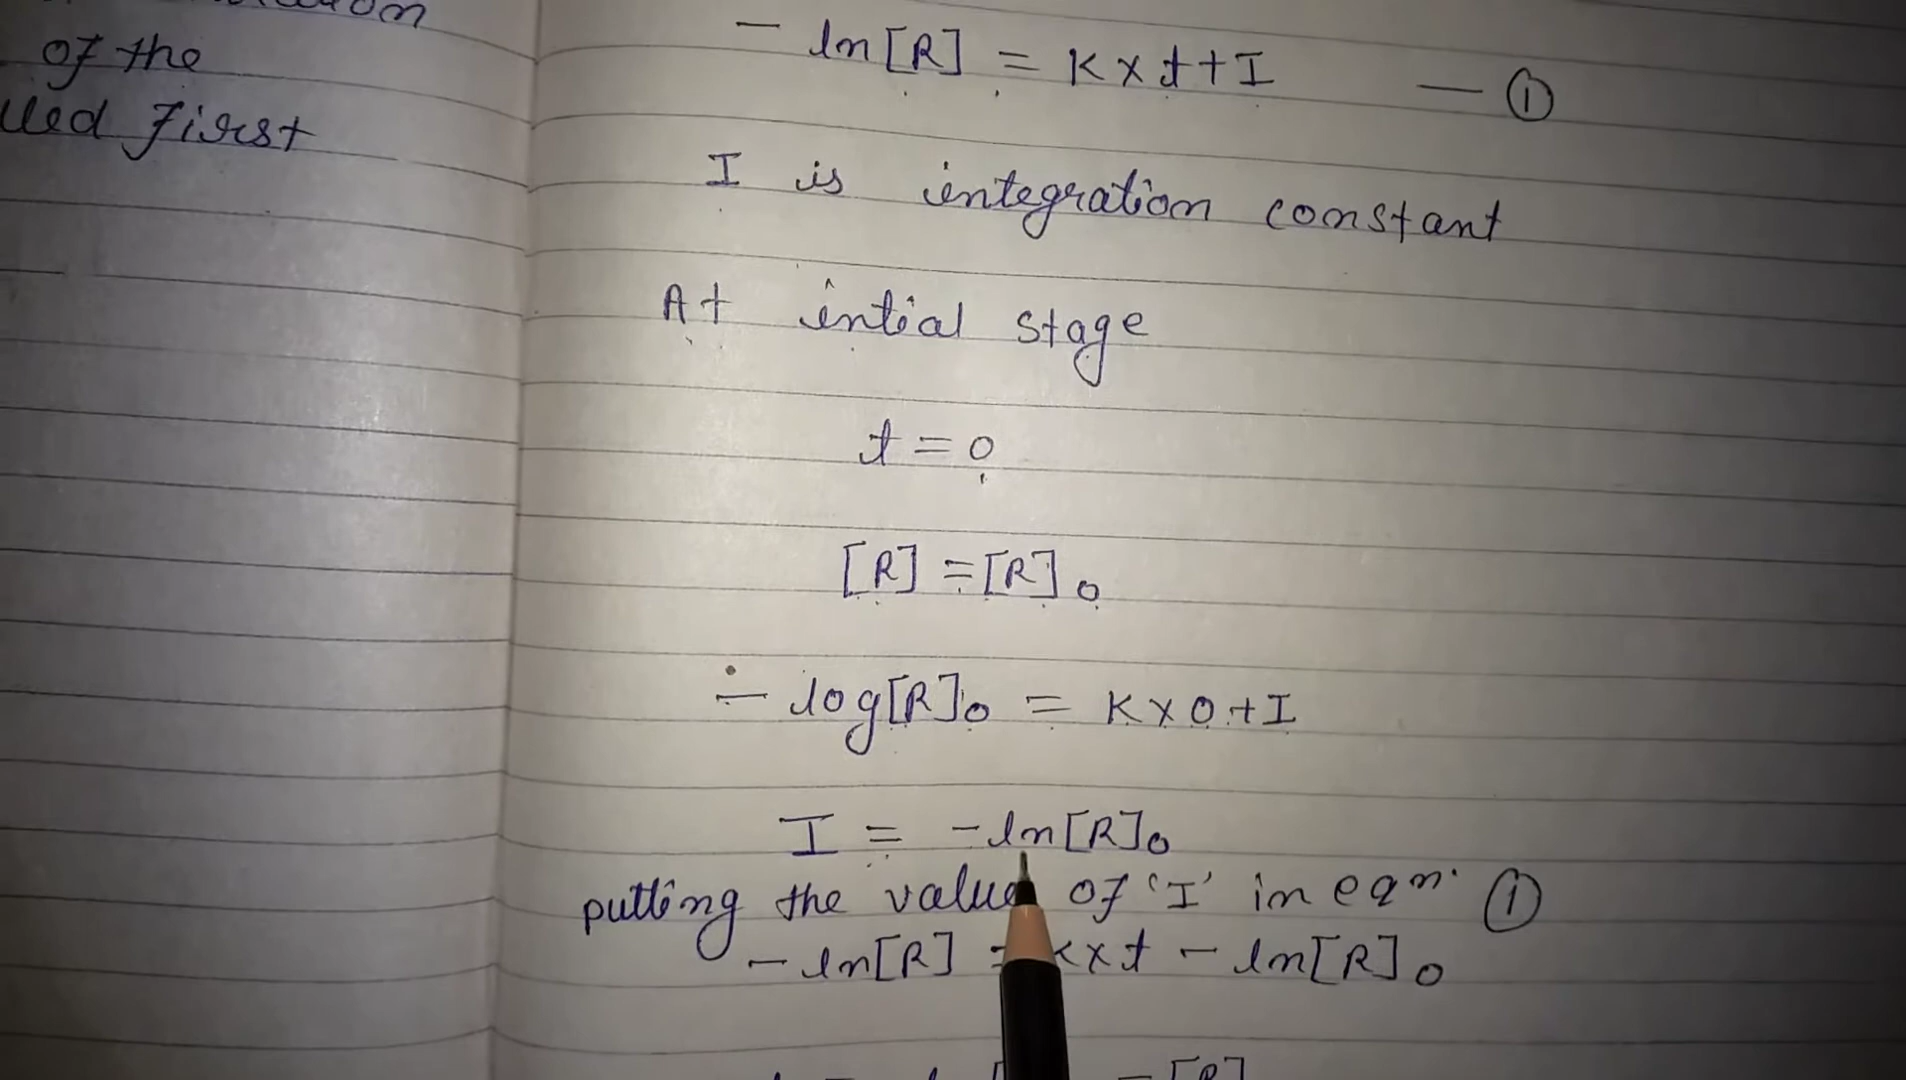 of the
first
- ln[R] = K x t + I — ①
I is integration constant
At intial stage
t = 0
[R] = [R]₀
- log[R]₀ = K x 0 + I
I = -ln[R]₀
putting the value of 'I' in eqn. ①
- ln[R] = K x t - ln[R]₀
[R]